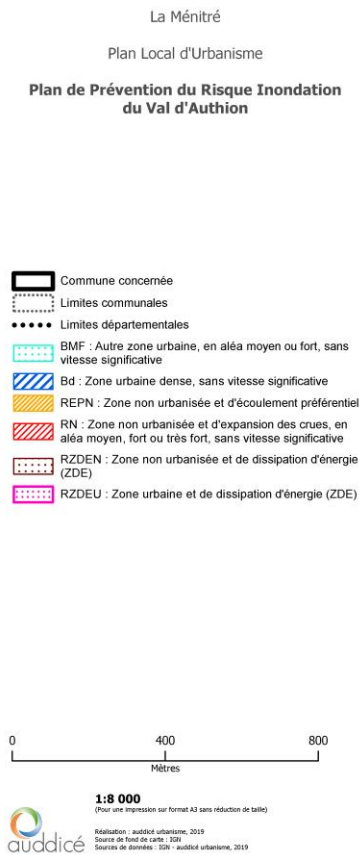 La Ménitré
Plan Local d'Urbanisme
Plan de Prévention du Risque Inondation
du Val d'Authion
Commune concernée
Limites communales
Limites départementales
BMF : Autre zone urbaine, en aléa moyen ou fort, sans
vitesse significative
Bd : Zone urbaine dense, sans vitesse significative
REPN : Zone non urbanisée et d'écoulement préférentiel
RN : Zone non urbanisée et d'expansion des crues, en
aléa moyen, fort ou très fort, sans vitesse significative
RZDEN : Zone non urbanisée et de dissipation d'énergie
(ZDE)
RZDEU : Zone urbaine et de dissipation d'énergie (ZDE)
0 400 800
Mètres
1:8 000
(Pour une impression sur format A3 sans réduction de taille)
Réalisation : auddicé urbanisme, 2019
Source de fond de carte : IGN
Sources de données : IGN - auddicé urbanisme, 2019
auddicé